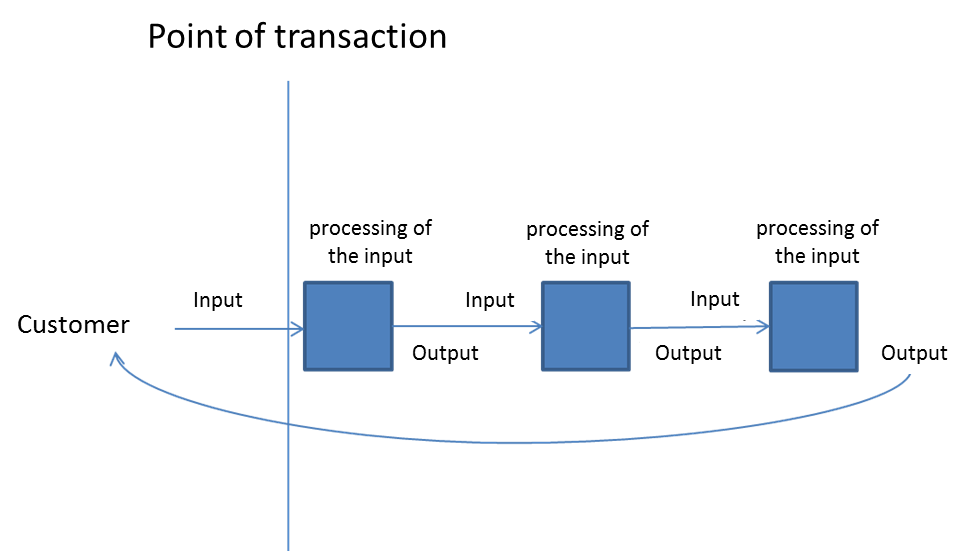 Point of transaction
processing of
the input
processing of
the input
processing of
the input
Input
Input
Input
Customer
Output
Output
Output